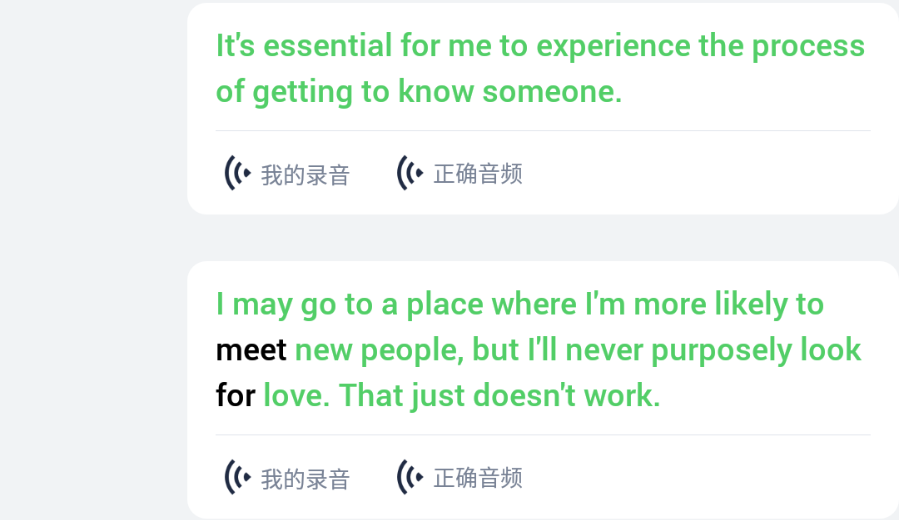 It's essential for me to experience the process
of getting to know someone.
我的录音 正确音频
I may go to a place where I'm more likely to
meet new people, but I'll never purposely look
for love. That just doesn't work.
我的录音 正确音频